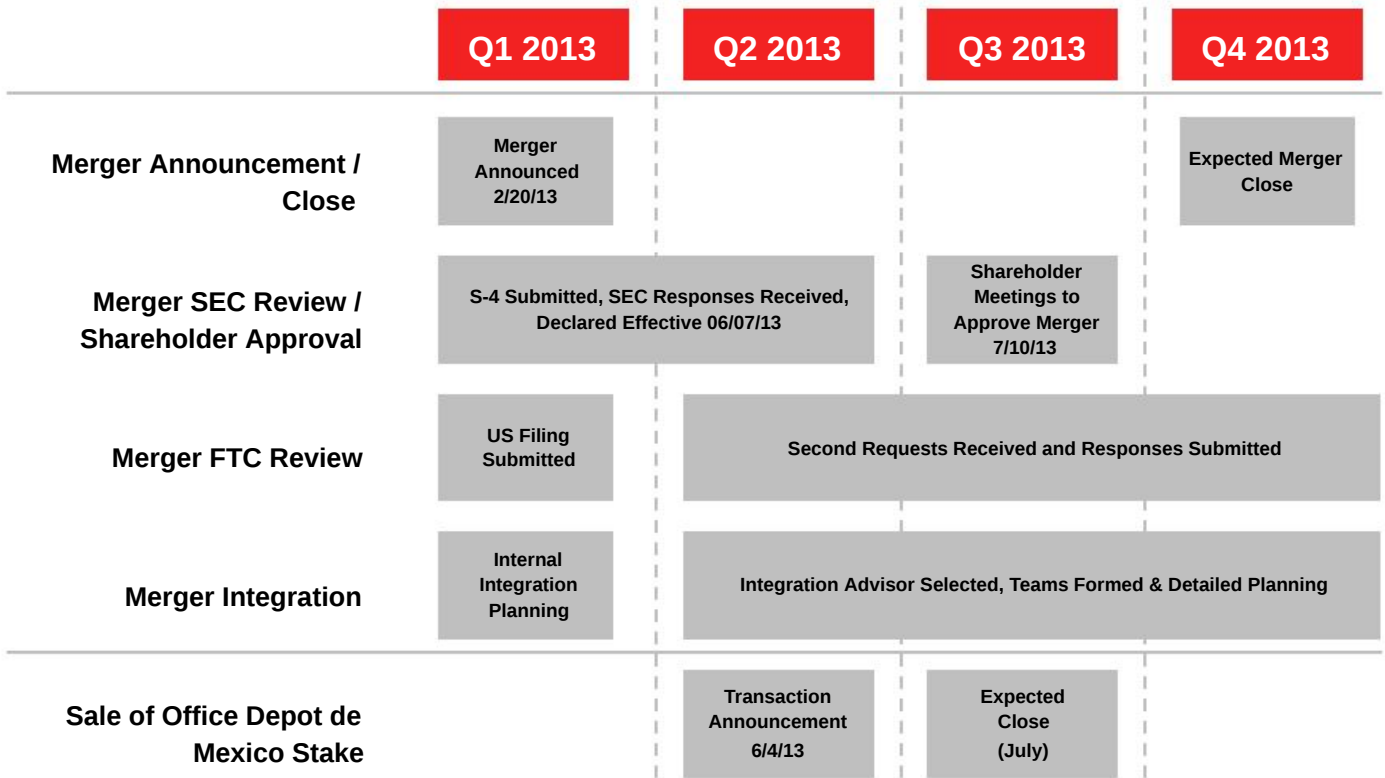 Q1 2013
Q2 2013
Q3 2013
Q4 2013
Merger Announcement /
Close
Merger
Announced
2/20/13
Expected Merger
Close
Merger SEC Review /
Shareholder Approval
S-4 Submitted, SEC Responses Received,
Declared Effective 06/07/13
Shareholder
Meetings to
Approve Merger
7/10/13
Merger FTC Review
US Filing
Submitted
Second Requests Received and Responses Submitted
Merger Integration
Internal
Integration
Planning
Integration Advisor Selected, Teams Formed & Detailed Planning
Sale of Office Depot de
Mexico Stake
Transaction
Announcement
6/4/13
Expected
Close
(July)